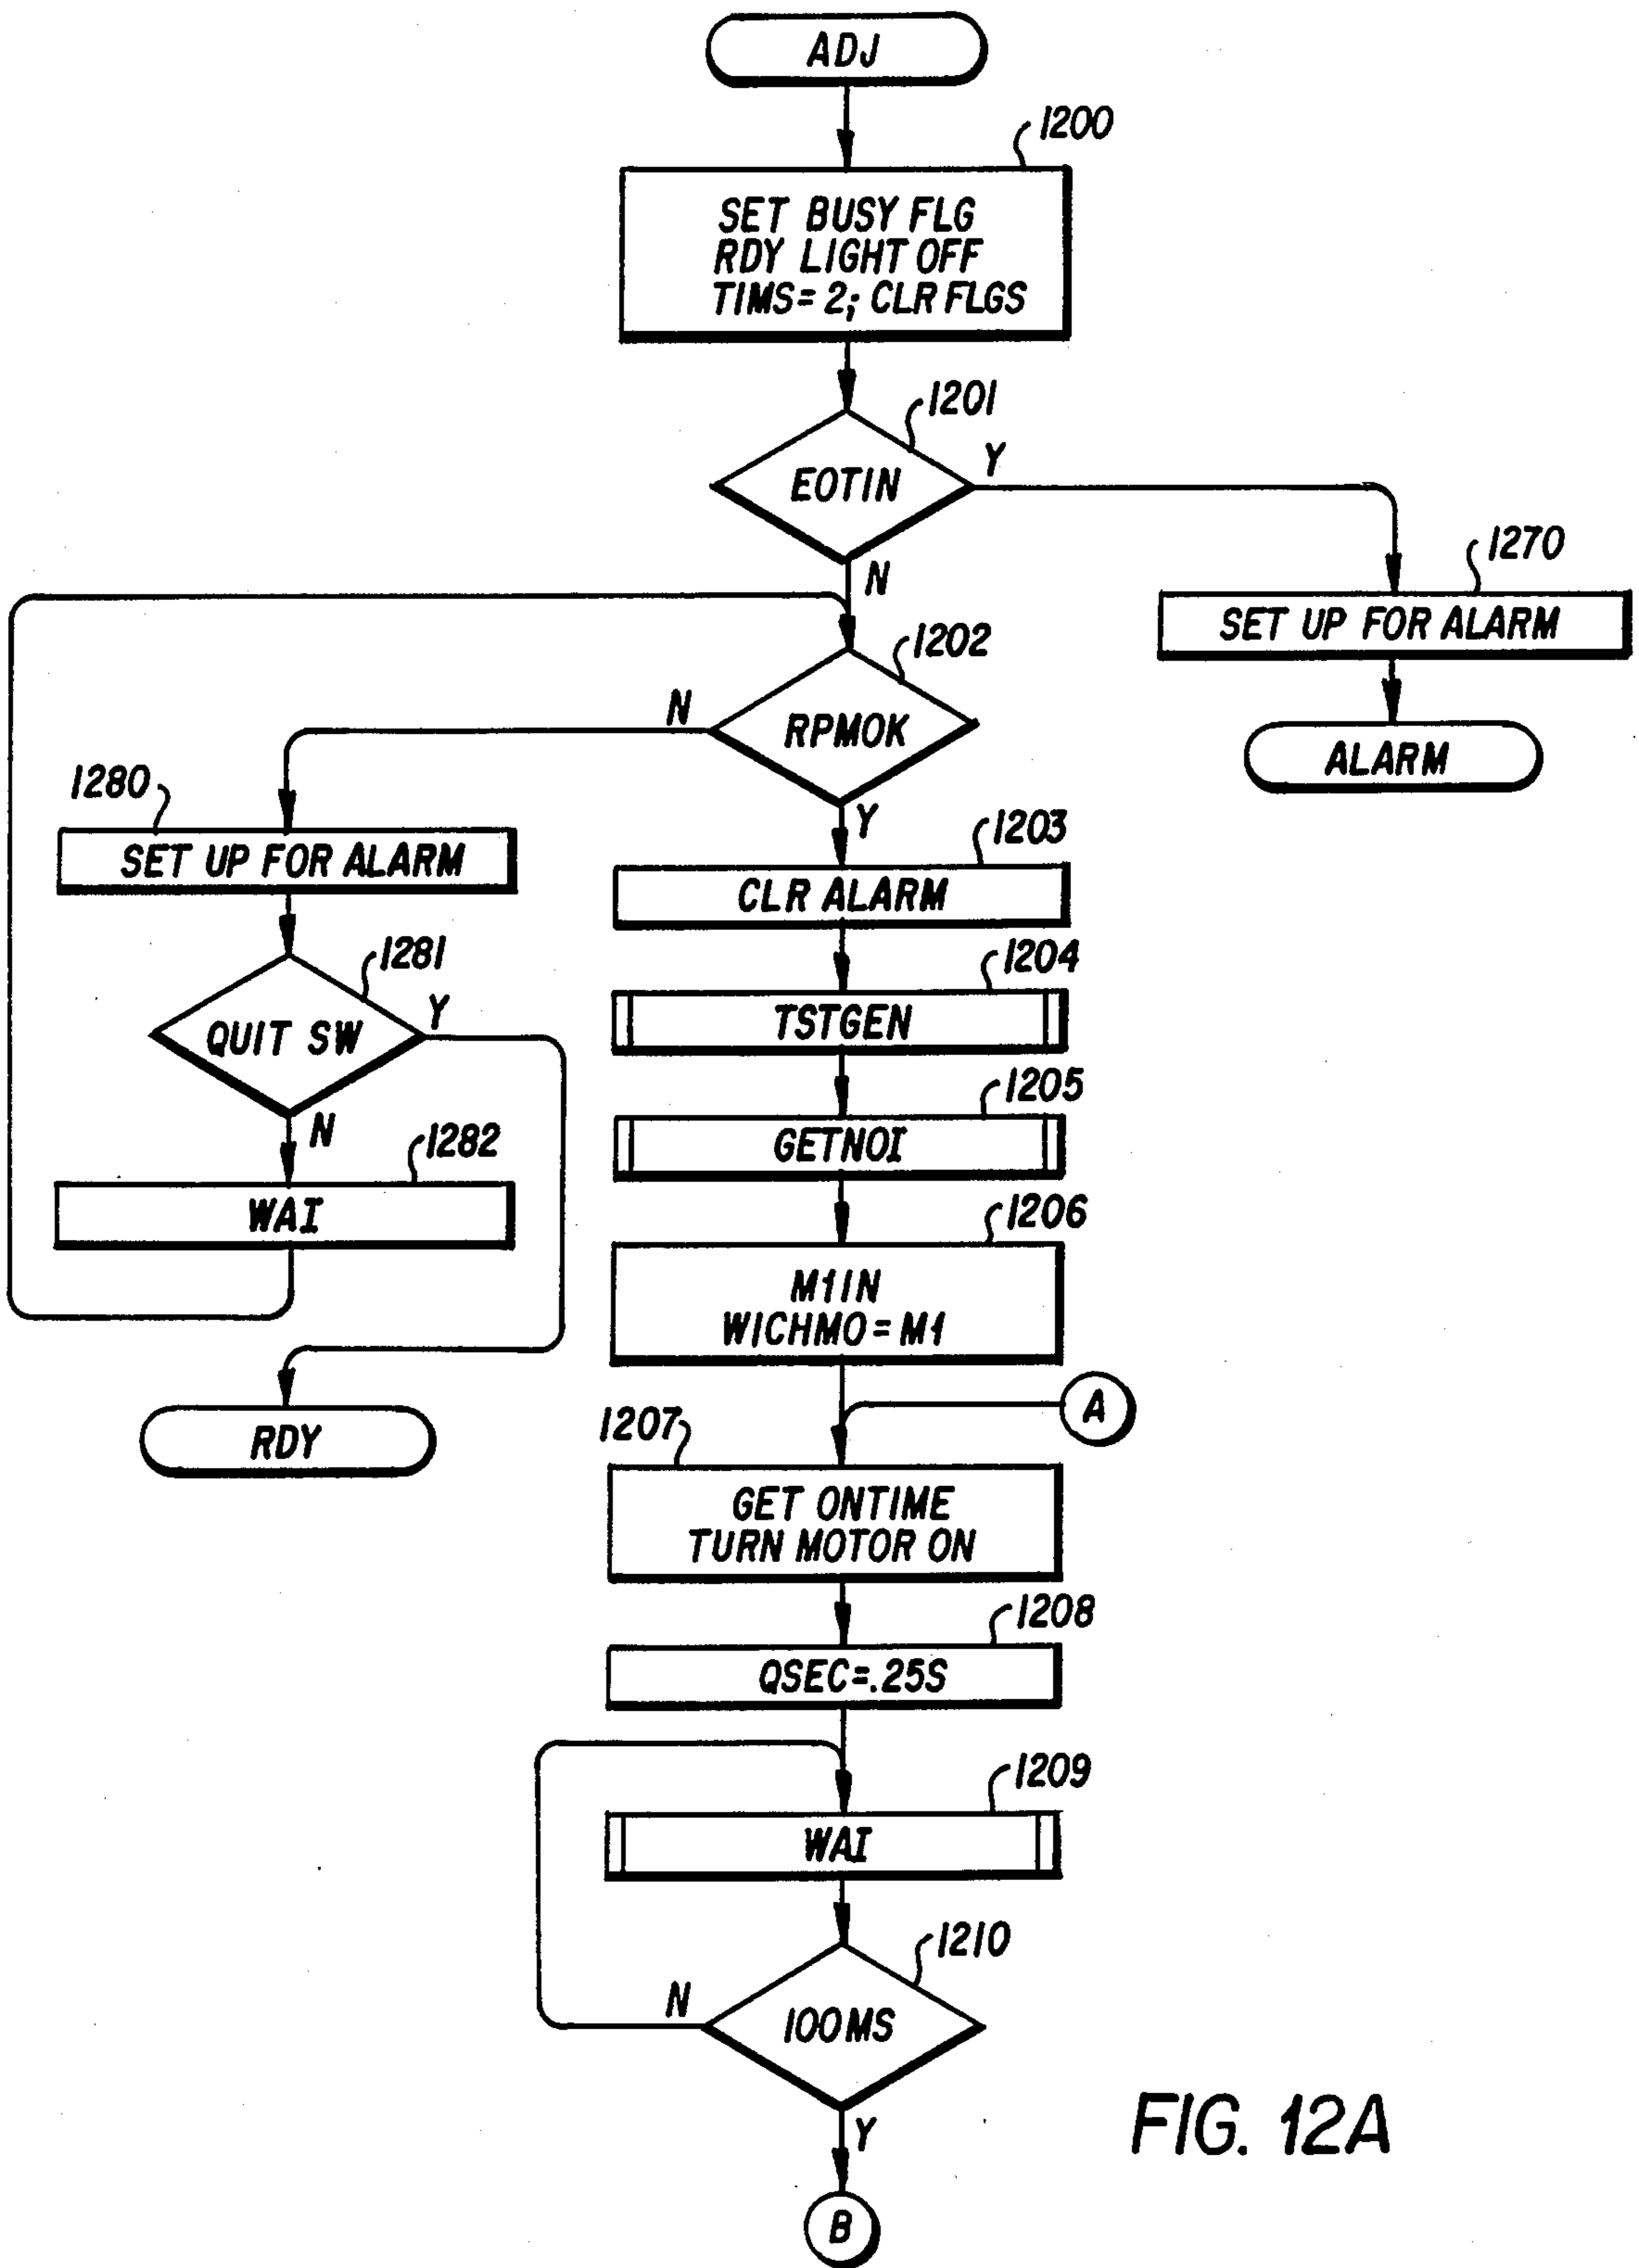 ADJ
1200
SET BUSY FLG
RDY LIGHT OFF
TIMS=2; CLR FLGS
1201
EOTIN
Y
N
1270
SET UP FOR ALARM
ALARM
1202
RPMOK
N
Y
1280
SET UP FOR ALARM
1281
QUIT SW
Y
N
1282
WAI
RDY
1203
CLR ALARM
1204
TSTGEN
1205
GETNOI
1206
M1IN
WICHMO=M1
A
1207
GET ONTIME
TURN MOTOR ON
1208
QSEC=.25S
1209
WAI
1210
100MS
N
Y
B
FIG. 12A